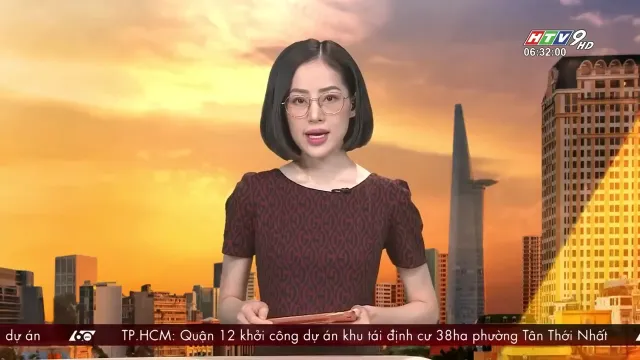 HTV9 HD
06:32:00
dự án 60 TP.HCM: Quận 12 khởi công dự án khu tái định cư 38ha phường Tân Thới Nhất